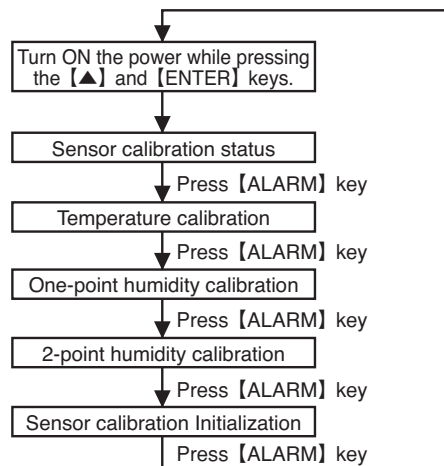 Turn ON the power while pressing
the【▲】and【ENTER】keys.
Sensor calibration status
Press【ALARM】key
Temperature calibration
Press【ALARM】key
One-point humidity calibration
Press【ALARM】key
2-point humidity calibration
Press【ALARM】key
Sensor calibration Initialization
Press【ALARM】key